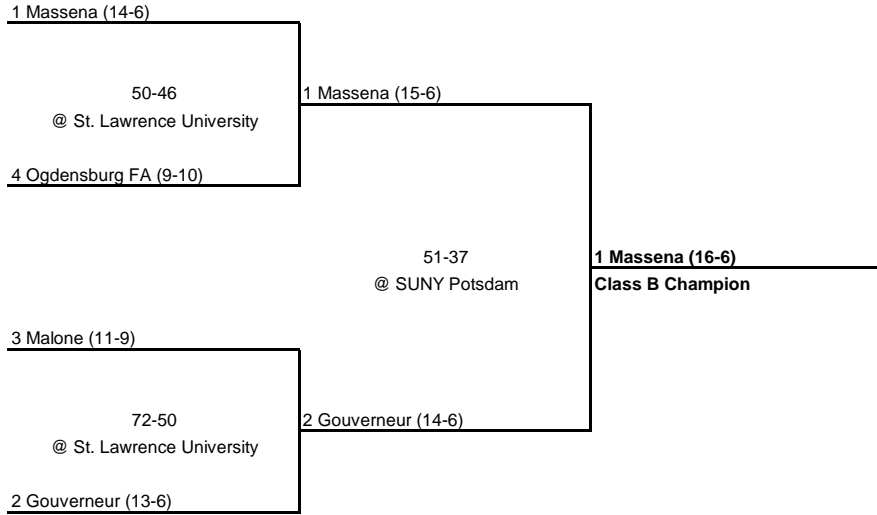 1 Massena (14-6)
50-46
@ St. Lawrence University
1 Massena (15-6)
4 Ogdensburg FA (9-10)
51-37
@ SUNY Potsdam
1 Massena (16-6)
Class B Champion
3 Malone (11-9)
72-50
@ St. Lawrence University
2 Gouverneur (14-6)
2 Gouverneur (13-6)